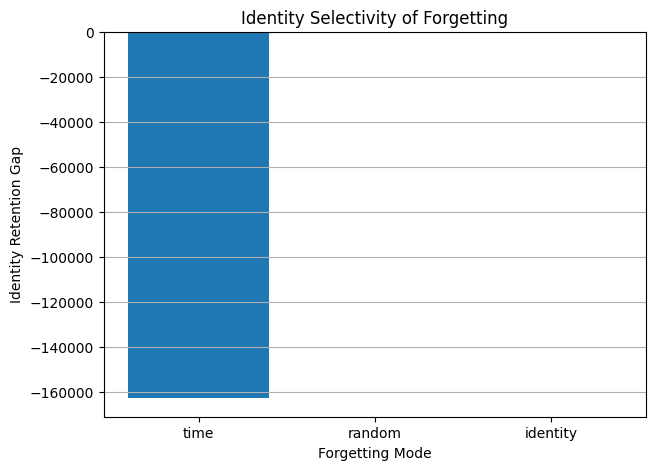 Identity Selectivity of Forgetting
0
−20000
−40000
−60000
−80000
−100000
−120000
−140000
−160000
Identity Retention Gap
time random identity
Forgetting Mode